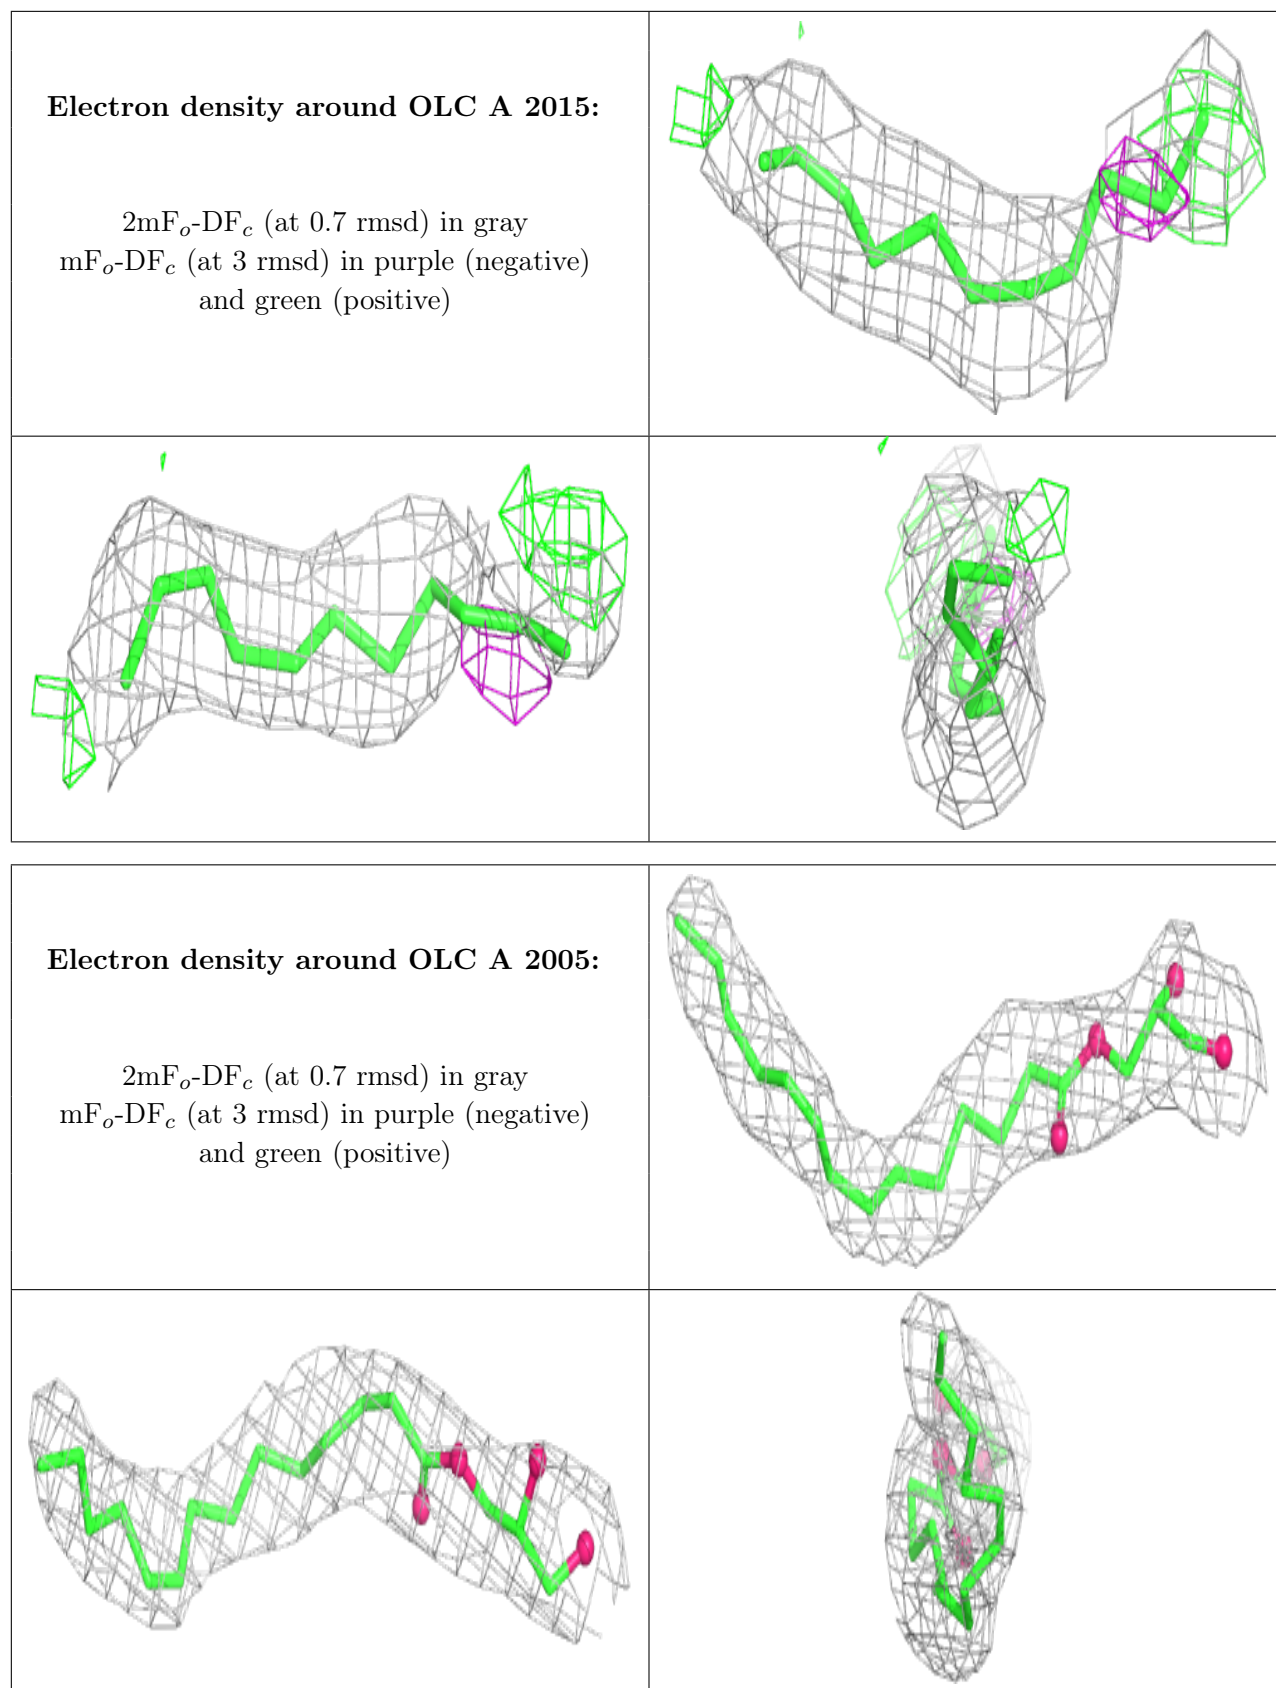 Electron density around OLC A 2015:
2mFo-DFc (at 0.7 rmsd) in gray
mFo-DFc (at 3 rmsd) in purple (negative)
and green (positive)
Electron density around OLC A 2005:
2mFo-DFc (at 0.7 rmsd) in gray
mFo-DFc (at 3 rmsd) in purple (negative)
and green (positive)